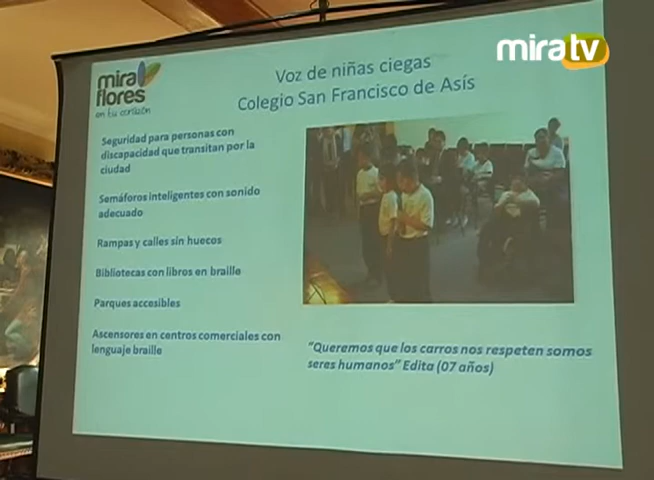 miratv
mira
flores
en tu corazón
Voz de niñas ciegas
Colegio San Francisco de Asís
Seguridad para personas con
discapacidad que transitan por la
ciudad
Semáforos inteligentes con sonido
adecuado
Rampas y calles sin huecos
Bibliotecas con libros en braille
Parques accesibles
Ascensores en centros comerciales con
lenguaje braille
"Queremos que los carros nos respeten somos
seres humanos" Edita (07 años)